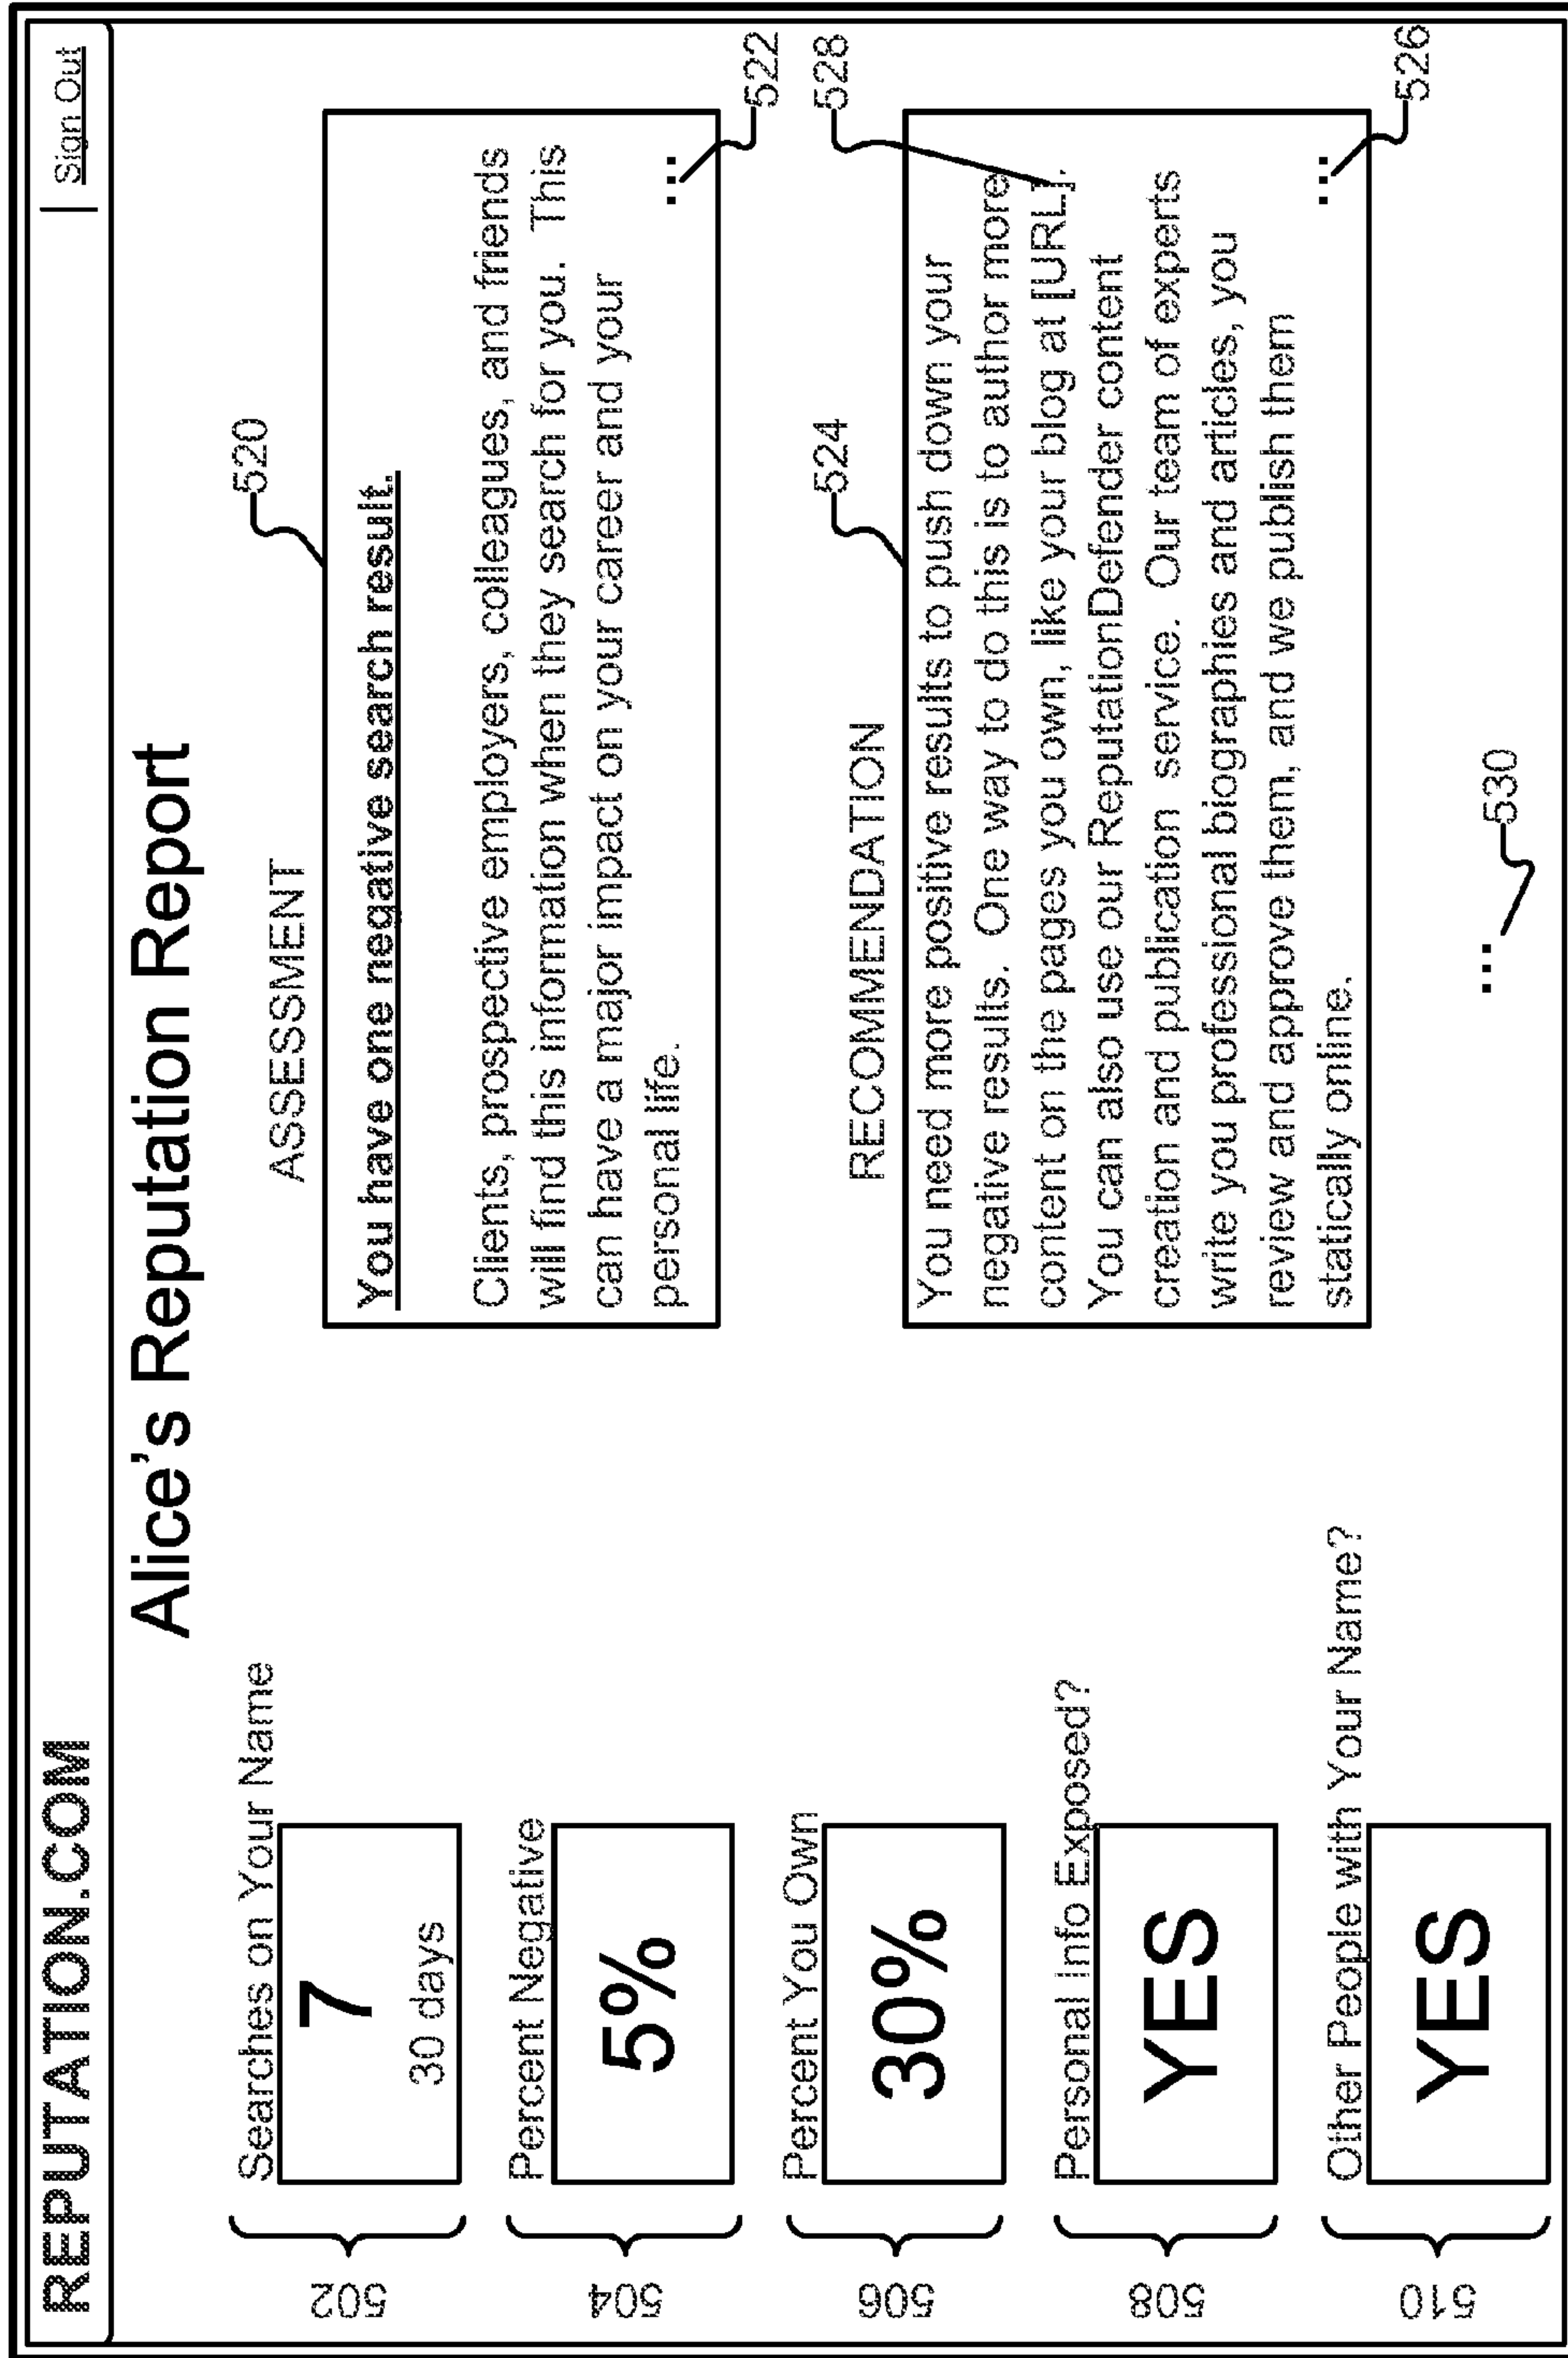 REPUTATION.COM
Sign Out
Alice's Reputation Report
502
Searches on Your Name
7
30 days
504
Percent Negative
5%
506
Percent You Own
30%
508
Personal Info Exposed?
YES
510
Other People with Your Name?
YES
ASSESSMENT
520
You have one negative search result.
Clients, prospective employers, colleagues, and friends
will find this information when they search for you. This
can have a major impact on your career and your
personal life.
...
522
RECOMMENDATION
524
528
You need more positive results to push down your
negative results. One way to do this is to author more
content on the pages you own, like your blog at [URL].
You can also use our ReputationDefender content
creation and publication service. Our team of experts
write you professional biographies and articles, you
review and approve them, and we publish them
statically online.
...
526
...
530